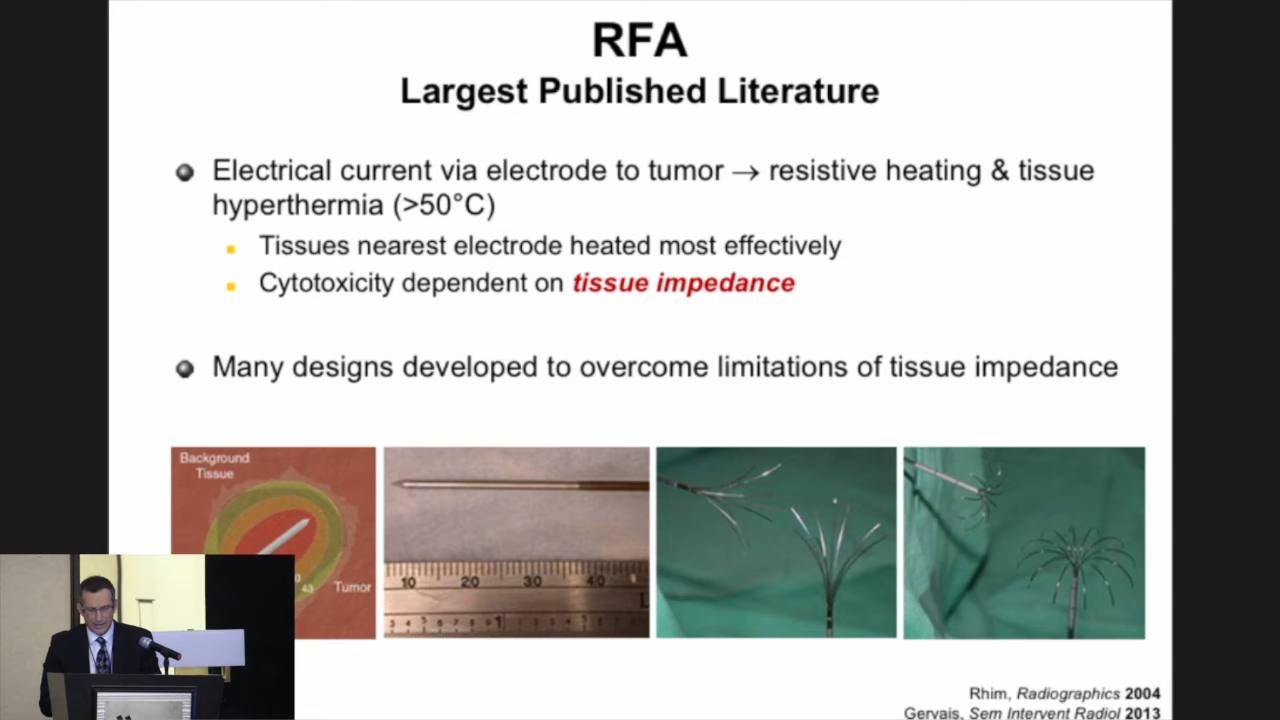 RFA
Largest Published Literature
Electrical current via electrode to tumor → resistive heating & tissue
hyperthermia (>50°C)
Tissues nearest electrode heated most effectively
Cytotoxicity dependent on tissue impedance
Many designs developed to overcome limitations of tissue impedance
Background
Tissue
43
Tumor
10 20 30 40
Rhim, Radiographics 2004
Gervais, Sem Intervent Radiol 2013